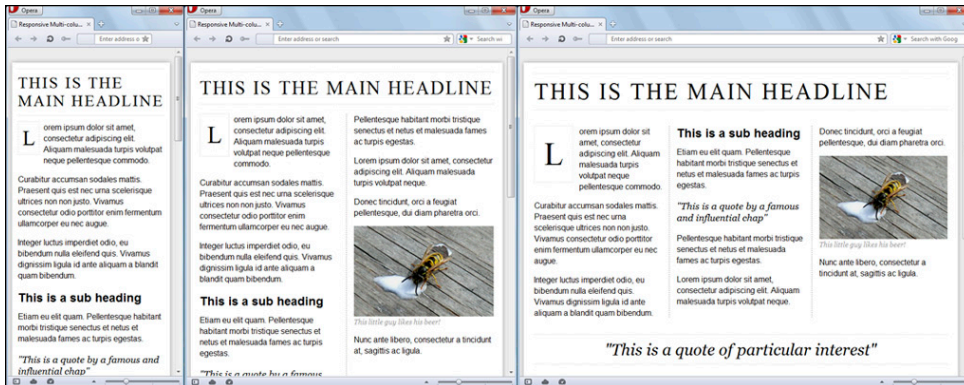 Opera
Responsive Multi-colu...
Enter address o
THIS IS THE
MAIN HEADLINE
L
orem ipsum dolor sit amet,
consectetur adipiscing elit.
Aliquam malesuada
turpis volutpat
neque pellentesque
commodo.
Curabitur accumsan sodales mattis.
Praesent quis est nec urna scelerisque
ultrices non non justo. Vivamus
consectetur odio porttitor enim fermentum
ullamcorper eu nec augue.
Integer luctus imperdiet odio, eu
bibendum nulla eleifend quis. Vivamus
dignissim ligula id ante aliquam a blandit
quam bibendum.
This is a sub heading
Etiam eu elit quam. Pellentesque
habitant morbi tristique senectus et netus et
malesuada fames ac turpis egestas.
"This is a quote by a famous and
influential chap"
Opera
Responsive Multi-colu...
Enter address or search
Search wi
THIS IS THE MAIN HEADLINE
L
orem ipsum dolor sit amet,
consectetur adipiscing elit.
Aliquam malesuada
turpis volutpat neque
pellentesque commodo.
Curabitur accumsan sodales mattis.
Praesent quis est nec urna scelerisque
ultrices non non justo. Vivamus
consectetur odio porttitor enim
fermentum ullamcorper eu nec augue.
Integer luctus imperdiet odio, eu
bibendum nulla eleifend quis. Vivamus
dignissim ligula id ante aliquam a
blandit quam bibendum.
This is a sub heading
Etiam eu elit quam. Pellentesque
habitant morbi tristique senectus et
netus et malesuada fames ac turpis
egestas.
"This is a quote by a famous
Pellentesque habitant morbi tristique
senectus et netus et malesuada fames
ac turpis egestas.
Lorem ipsum dolor sit amet, consectetur
adipiscing elit. Aliquam malesuada
turpis volutpat neque.
Donec tincidunt, orci a feugiat
pellentesque, dui diam pharetra orci.
This little guy likes his beer!
Nunc ante libero, consectetur a tincidunt
at, sagittis ac ligula.
Opera
Responsive Multi-colu...
Enter address or search
Search with Goog
THIS IS THE MAIN HEADLINE
L
orem ipsum dolor sit
amet, consectetur
adipiscing elit. Aliquam
malesuada turpis
volutpat neque
pellentesque commodo.
Curabitur accumsan sodales mattis.
Praesent quis est nec urna
scelerisque ultrices non non justo.
Vivamus consectetur odio porttitor
enim fermentum ullamcorper eu nec
augue.
Integer luctus imperdiet odio, eu
bibendum nulla eleifend quis.
Vivamus dignissim ligula id ante
aliquam a blandit quam bibendum.
This is a sub heading
Etiam eu elit quam. Pellentesque
habitant morbi tristique senectus et
netus et malesuada fames ac turpis
egestas.
"This is a quote by a famous
and influential chap"
Pellentesque habitant morbi tristique
senectus et netus et malesuada
fames ac turpis egestas.
Lorem ipsum dolor sit amet,
consectetur adipiscing elit. Aliquam
malesuada turpis volutpat neque.
Donec tincidunt, orci a feugiat
pellentesque, dui diam pharetra orci.
This little guy likes his beer!
Nunc ante libero, consectetur a
tincidunt at, sagittis ac ligula.
"This is a quote of particular interest"